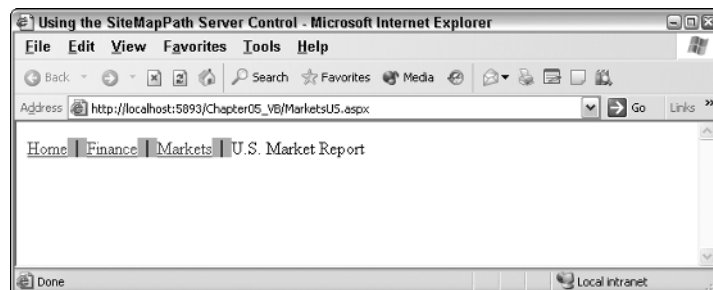 Using the SiteMapPath Server Control - Microsoft Internet Explorer
File Edit View Favorites Tools Help
Back Search Favorites Media
Address http://localhost:5893/Chapter05_VB/MarketsUS.aspx Go Links »
Home | Finance | Markets | U.S. Market Report
Done Local intranet